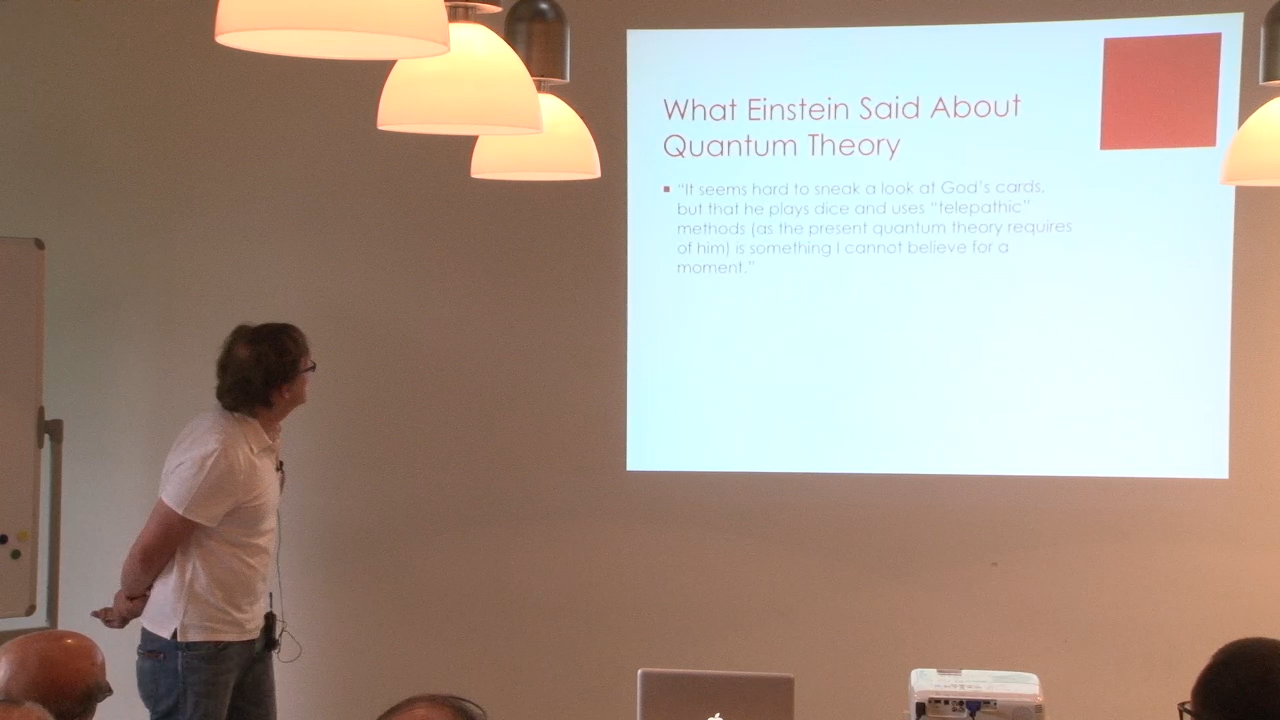 What Einstein Said About
Quantum Theory
“It seems hard to sneak a look at God’s cards,
but that he plays dice and uses “telepathic”
methods (as the present quantum theory requires
of him) is something I cannot believe for a
moment.”